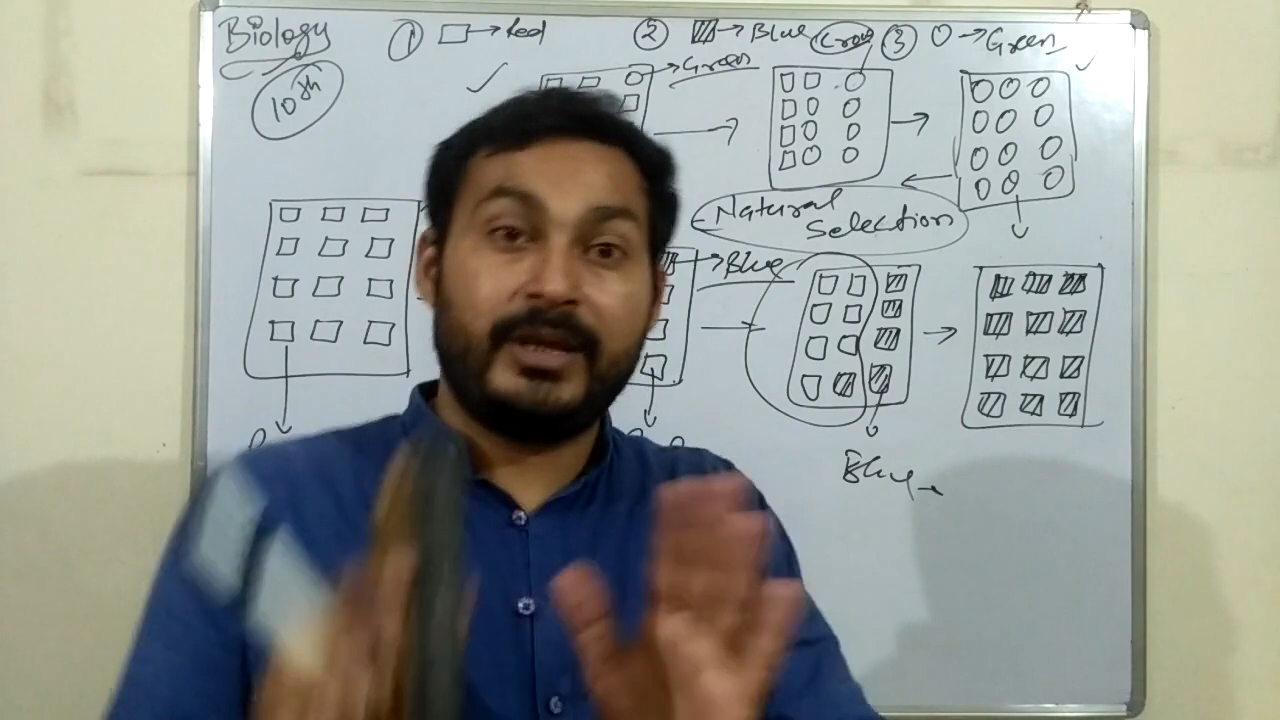 Biology
10th
① → Red
② → Blue
Crow
③ → Green
→ Green
Natural
Selection
→ Blue
Blue